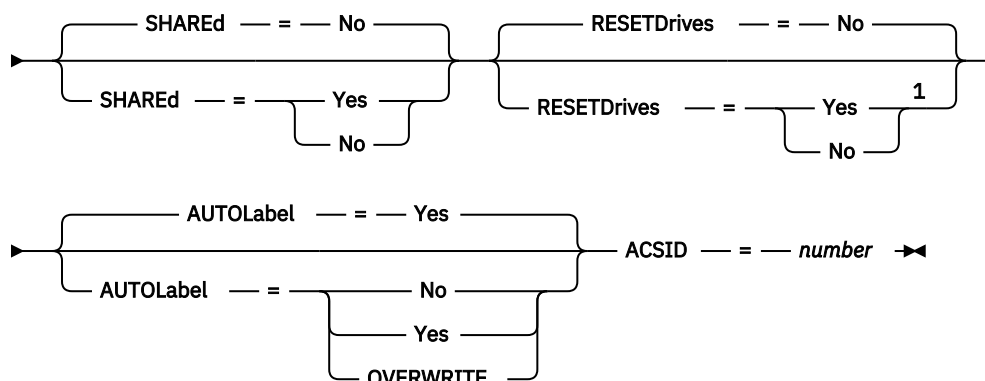 SHAREd = No RESETDrives = No
SHAREd = Yes RESETDrives = Yes 1
No No
AUTOLabel = Yes
ACSID = number
AUTOLabel = No
Yes
OVERWRITE